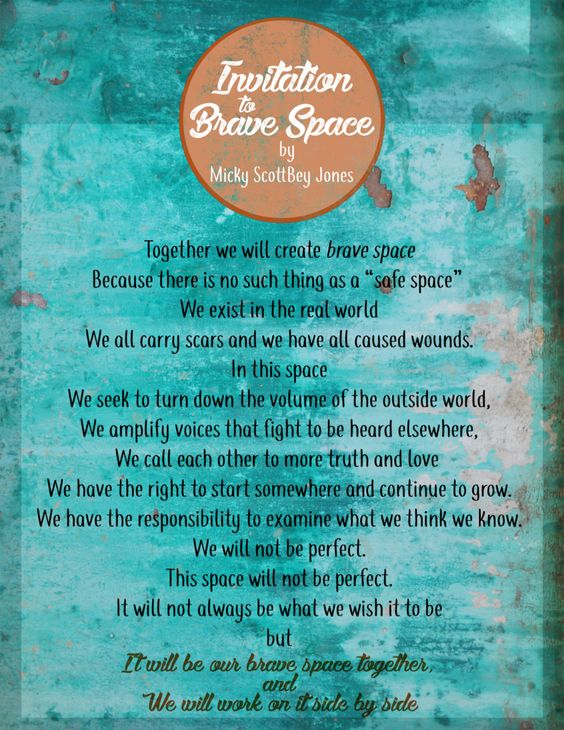 Invitation
to
Brave Space
by
Micky ScottBey Jones
Together we will create brave space
Because there is no such thing as a “safe space”
We exist in the real world
We all carry scars and we have all caused wounds.
In this space
We seek to turn down the volume of the outside world,
We amplify voices that fight to be heard elsewhere,
We call each other to more truth and love
We have the right to start somewhere and continue to grow.
We have the responsibility to examine what we think we know.
We will not be perfect.
This space will not be perfect.
It will not always be what we wish it to be
but
It will be our brave space together,
and
We will work on it side by side